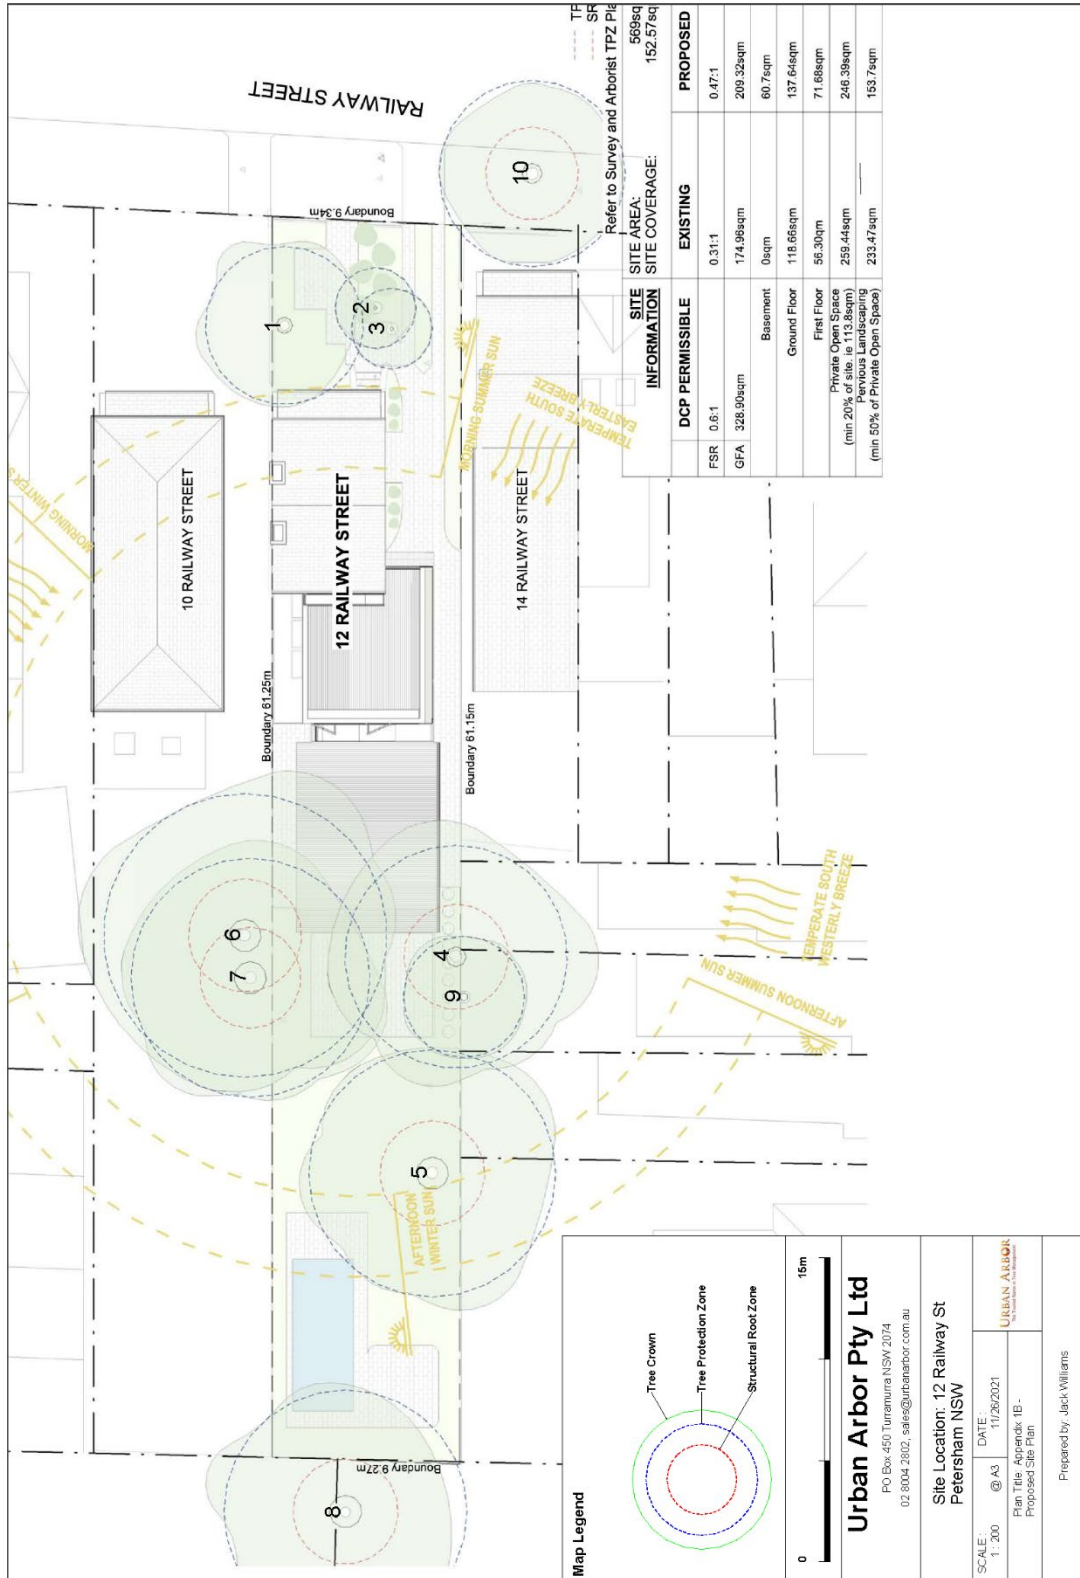 RAILWAY STREET
TP
SR
Refer to Survey and Arborist TPZ Pla
SITE INFORMATION
SITE AREA: 569sq
SITE COVERAGE: 152.57sq
DCP PERMISSIBLE EXISTING PROPOSED
FSR 0.6:1 0.31:1 0.47:1
GFA 328.90sqm 174.96sqm 209.32sqm
Basement 0sqm 60.7sqm
Ground Floor 118.66sqm 137.64sqm
First Floor 56.30qm 71.68sqm
Private Open Space
(min 20% of site. ie 113.8sqm) 259.44sqm 246.39sqm
Pervious Landscaping
(min 50% of Private Open Space) 233.47sqm 153.7sqm
Boundary 9.34m
10
1
2
3
MORNING WINTER S
10 RAILWAY STREET
12 RAILWAY STREET
14 RAILWAY STREET
MORNING SUMMER SUN
TEMPERATE SOUTH
EASTERLY BREEZE
Boundary 61.25m
Boundary 61.15m
6
7
4
9
5
8
TEMPERATE SOUTH
WESTERLY BREEZE
AFTERNOON SUMMER SUN
AFTERNOON
WINTER SUN
Boundary 9.27m
Map Legend
Tree Crown
Tree Protection Zone
Structural Root Zone
0 15m
Urban Arbor Pty Ltd
PO Box 450 Turramurra NSW 2074
02 8004 2802, sales@urbanarbor.com.au
Site Location: 12 Railway St
Petersham NSW
SCALE:
1 : 200 @ A3
DATE :
11/26/2021
Plan Title: Appendix 1B -
Proposed Site Plan
URBAN ARBOR
Prepared by: Jack Williams